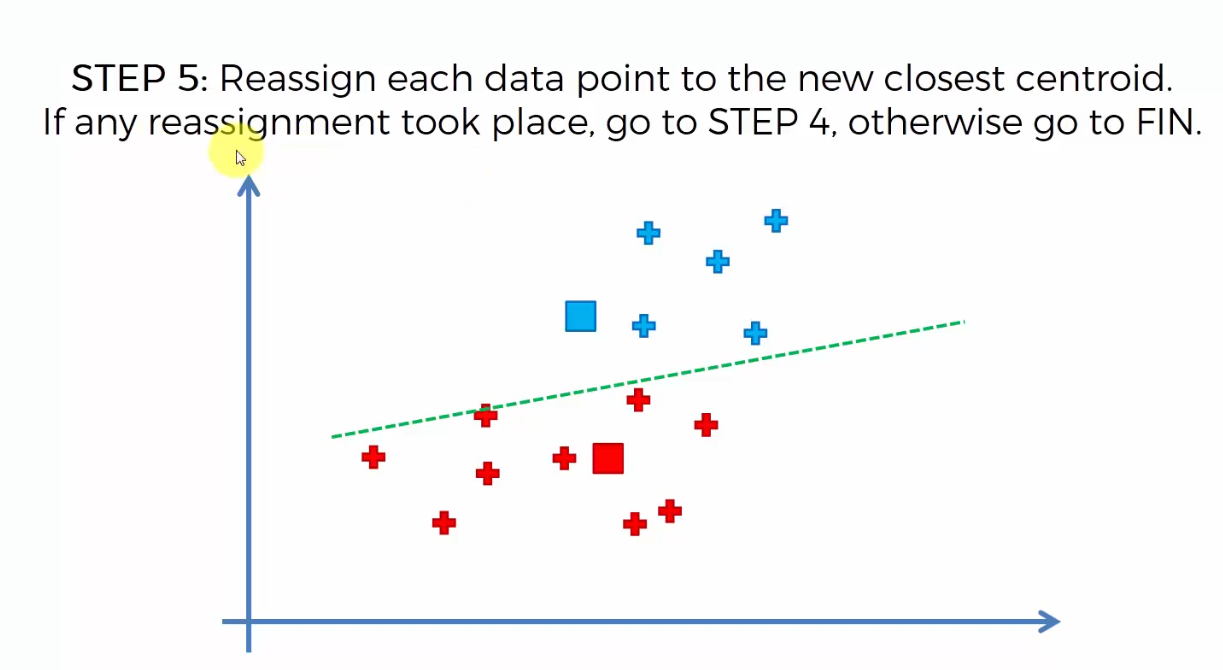 STEP 5: Reassign each data point to the new closest centroid.
If any reassignment took place, go to STEP 4, otherwise go to FIN.